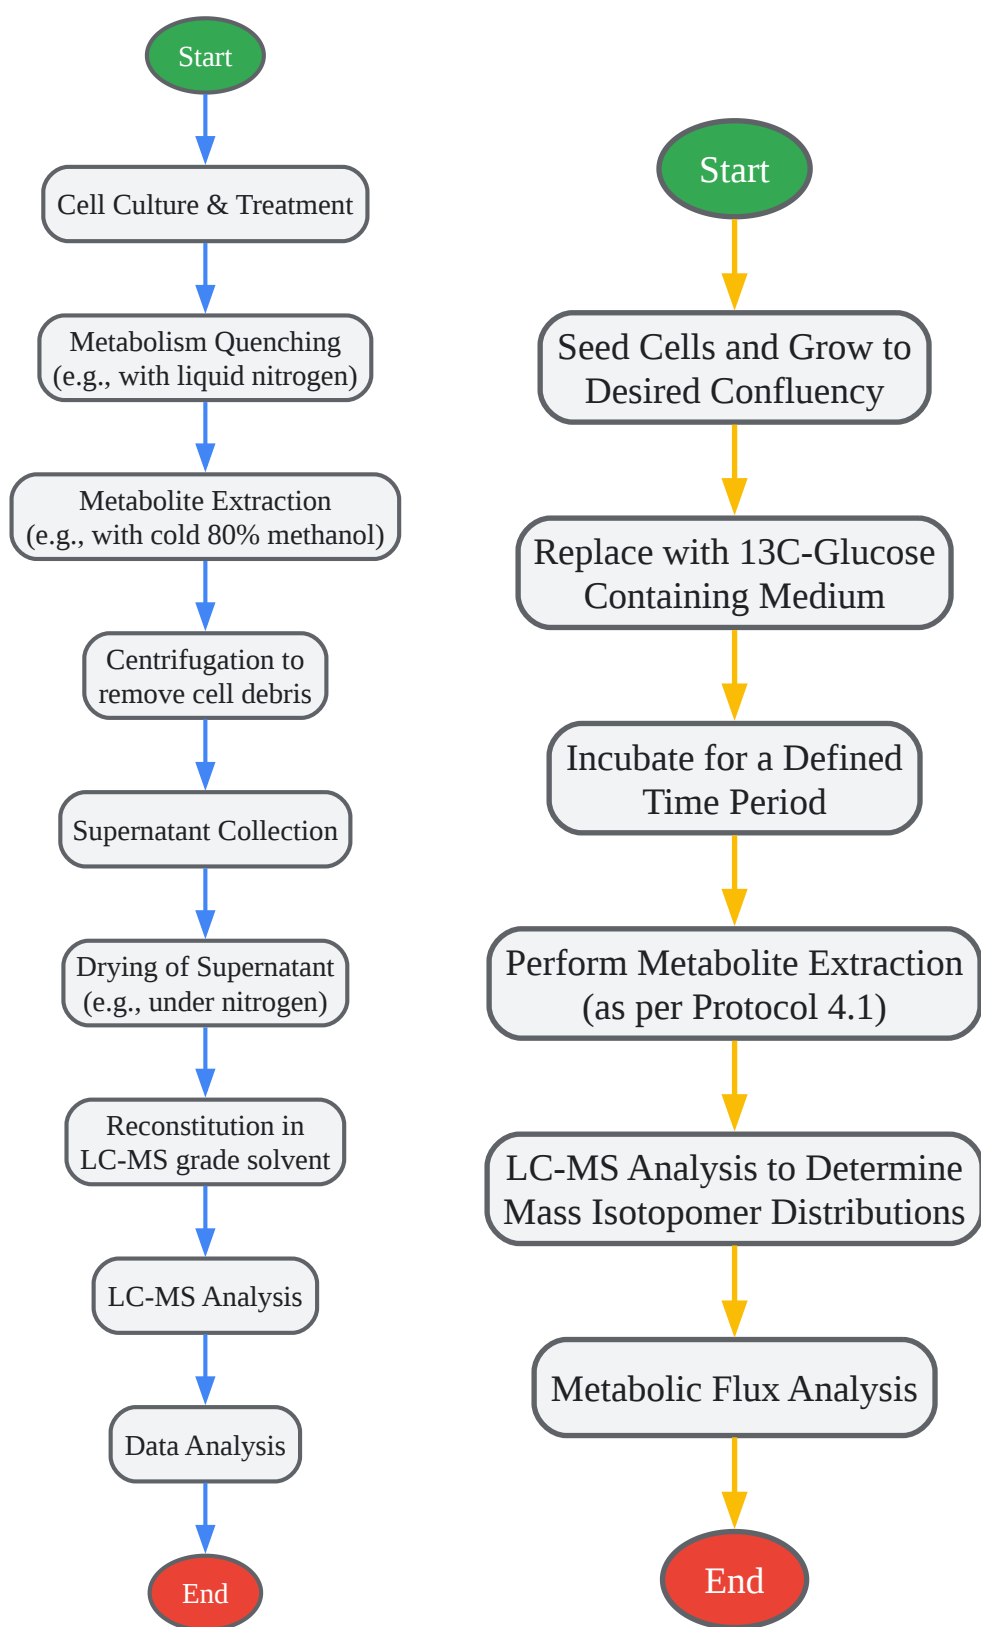 Start
Cell Culture & Treatment
Metabolism Quenching
(e.g., with liquid nitrogen)
Metabolite Extraction
(e.g., with cold 80% methanol)
Centrifugation to
remove cell debris
Supernatant Collection
Drying of Supernatant
(e.g., under nitrogen)
Reconstitution in
LC-MS grade solvent
LC-MS Analysis
Data Analysis
End
Start
Seed Cells and Grow to
Desired Confluency
Replace with 13C-Glucose
Containing Medium
Incubate for a Defined
Time Period
Perform Metabolite Extraction
(as per Protocol 4.1)
LC-MS Analysis to Determine
Mass Isotopomer Distributions
Metabolic Flux Analysis
End